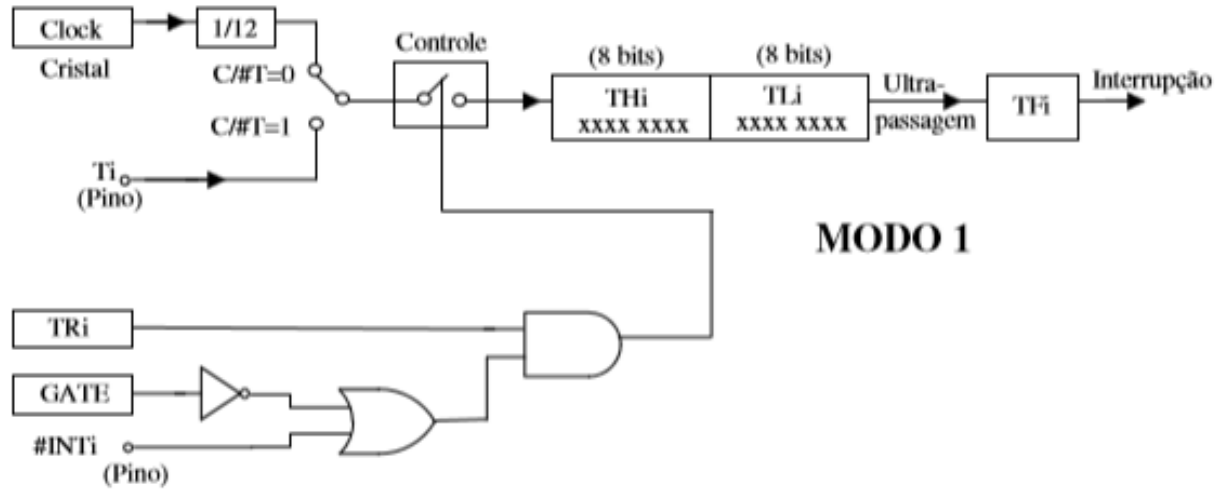 Clock
Cristal
1/12
C/#T=0
C/#T=1
Ti
(Pino)
Controle
(8 bits)
(8 bits)
THi
xxxx xxxx
TLi
xxxx xxxx
Ultra-
passagem
TFi
Interrupção
MODO 1
TRi
GATE
#INTi
(Pino)